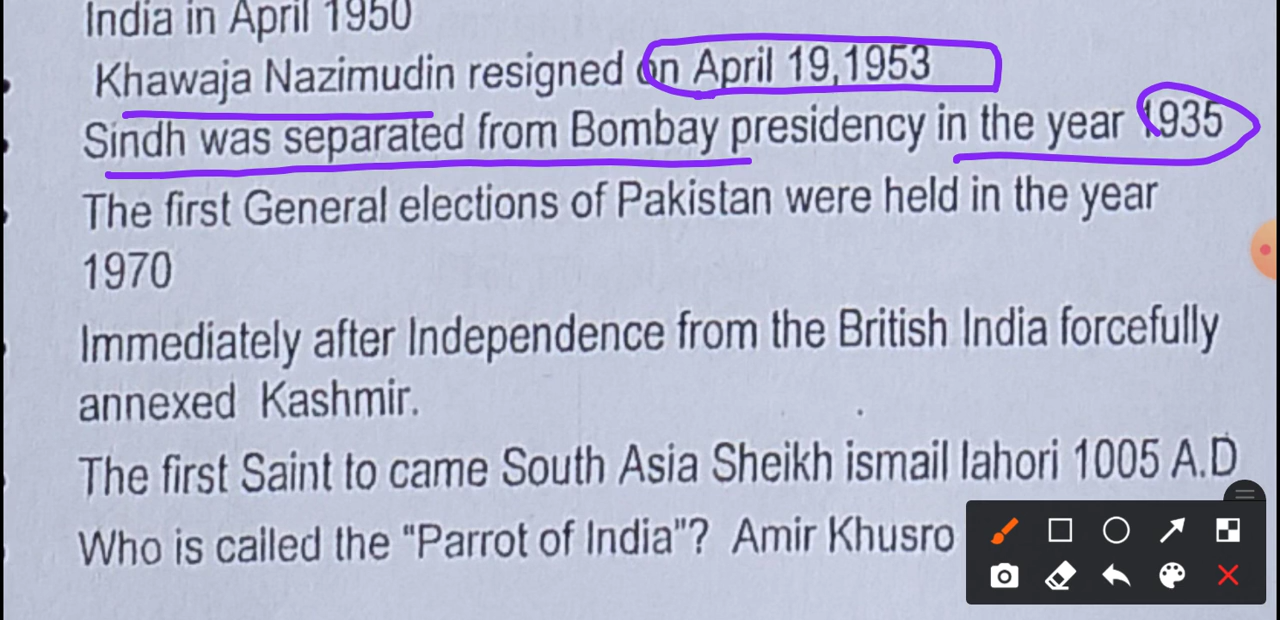 India in April 1950
Khawaja Nazimudin resigned on April 19,1953
Sindh was separated from Bombay presidency in the year 1935
The first General elections of Pakistan were held in the year
1970
Immediately after Independence from the British India forcefully
annexed Kashmir.
The first Saint to came South Asia Sheikh ismail lahori 1005 A.D
Who is called the "Parrot of India"? Amir Khusro